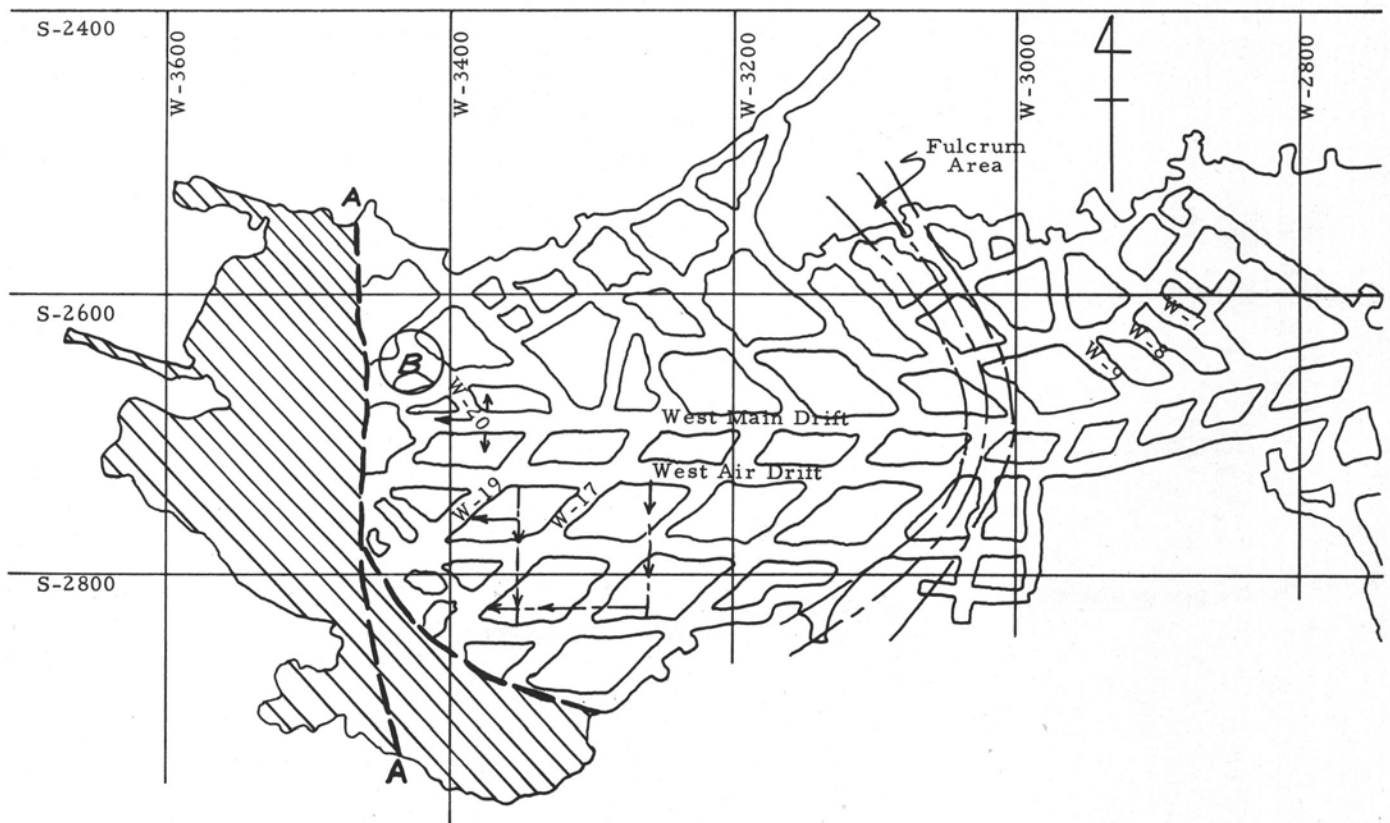 S-2400
W-3600
W-3400
W-3200
W-3000
W-2800
Fulcrum
Area
A
S-2600
W-7
W-8
W-9
B
W-20
West Main Drift
West Air Drift
W-19
W-17
S-2800
A